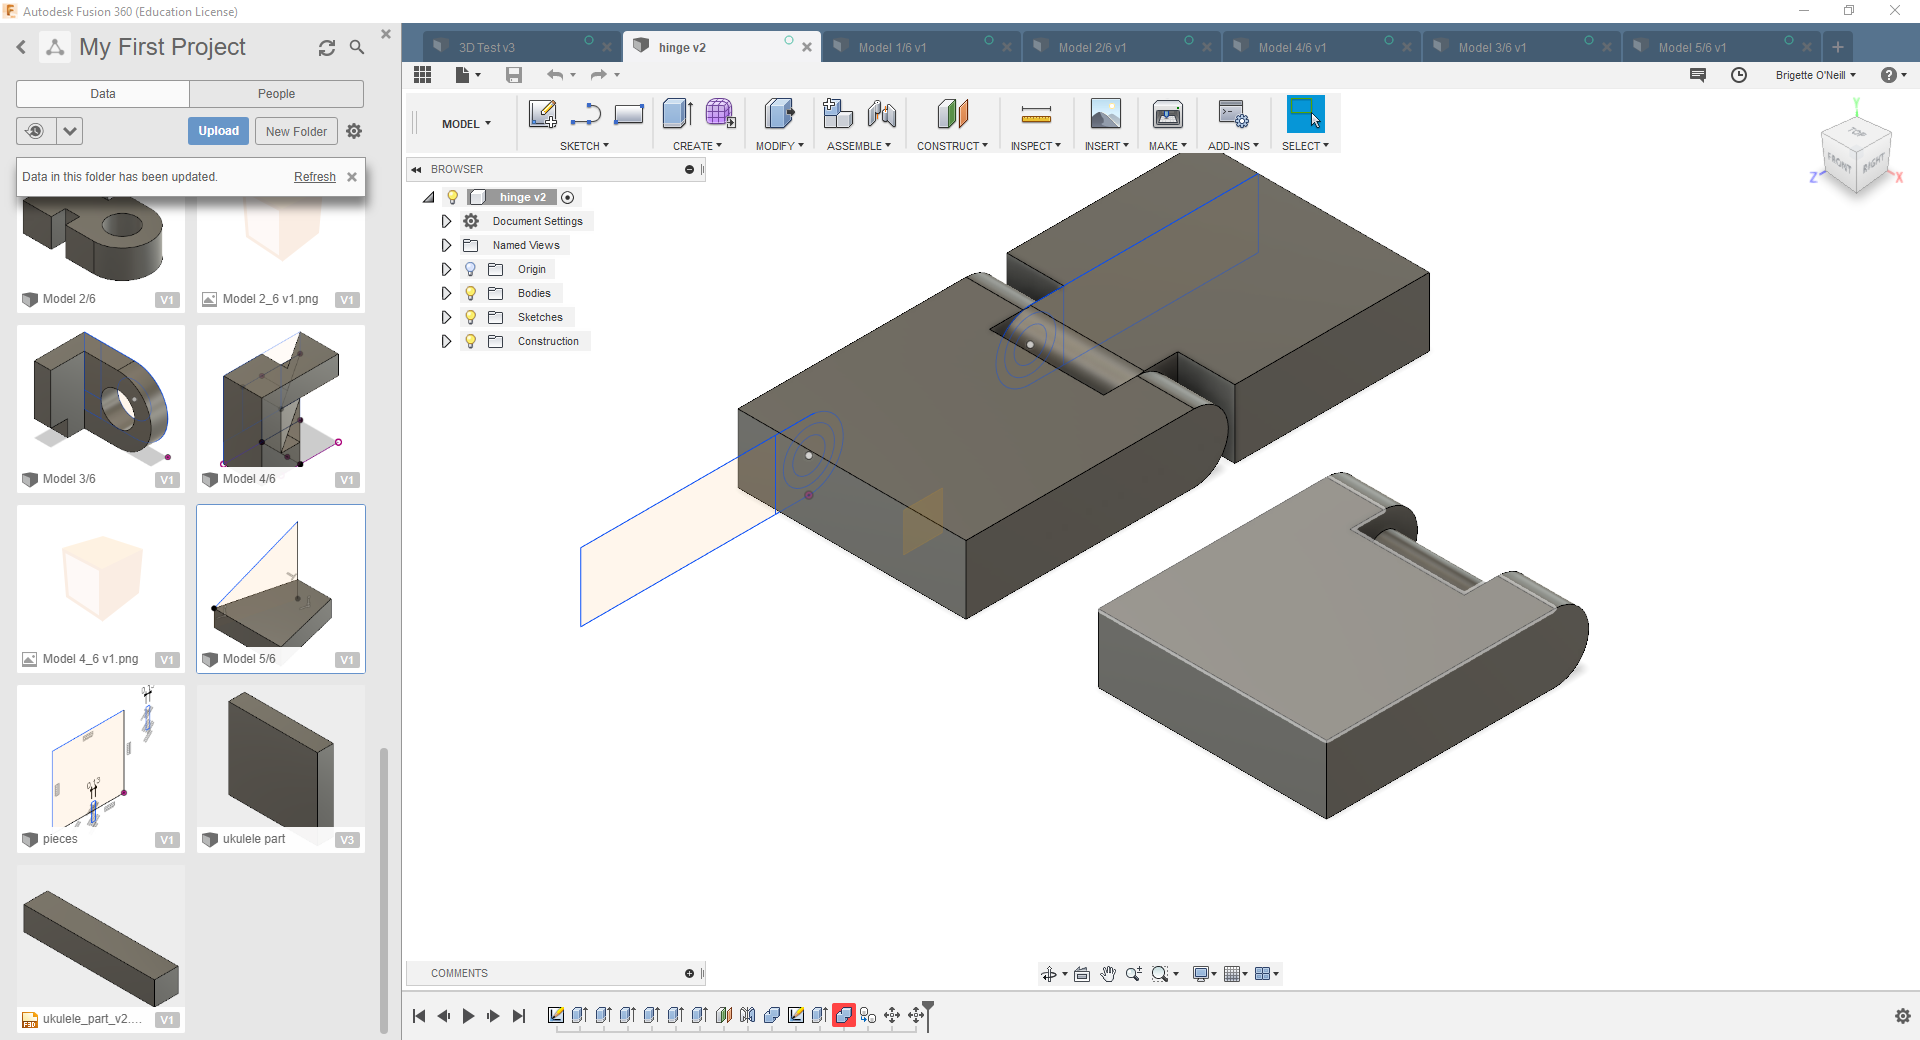 Autodesk Fusion 360 (Education License)
My First Project
Data
People
Upload
New Folder
Data in this folder has been updated.
Refresh
Model 2/6
V1
Model 2_6 v1.png
V1
Model 3/6
V1
Model 4/6
V1
Model 4_6 v1.png
V1
Model 5/6
V1
pieces
V1
ukulele part
V3
ukulele_part_v2....
V1
3D Test v3
hinge v2
Model 1/6 v1
Model 2/6 v1
Model 4/6 v1
Model 3/6 v1
Model 5/6 v1
Brigette O'Neill
MODEL
SKETCH
CREATE
MODIFY
ASSEMBLE
CONSTRUCT
INSPECT
INSERT
MAKE
ADD-INS
SELECT
BROWSER
hinge v2
Document Settings
Named Views
Origin
Bodies
Sketches
Construction
Y
TOP
FRONT
RIGHT
Z
X
COMMENTS